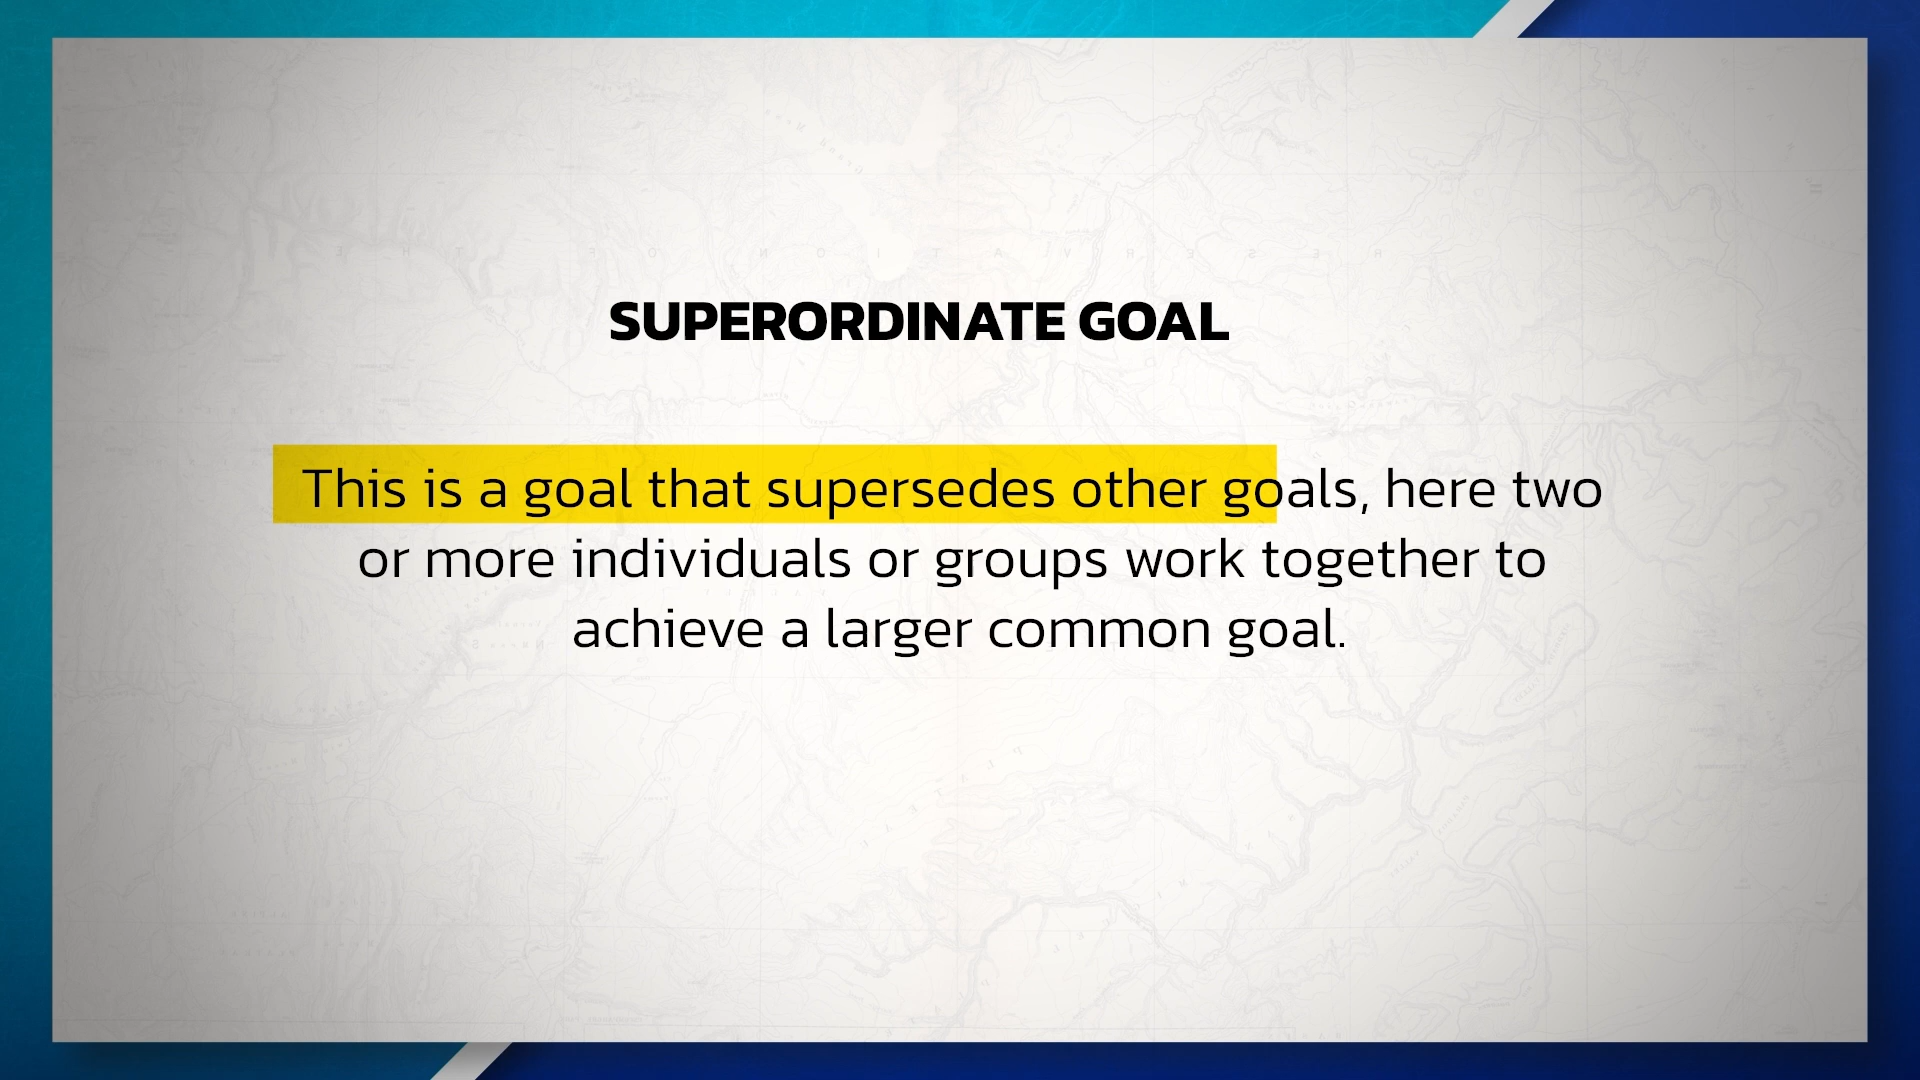 SUPERORDINATE GOAL
This is a goal that supersedes other goals, here two
or more individuals or groups work together to
achieve a larger common goal.